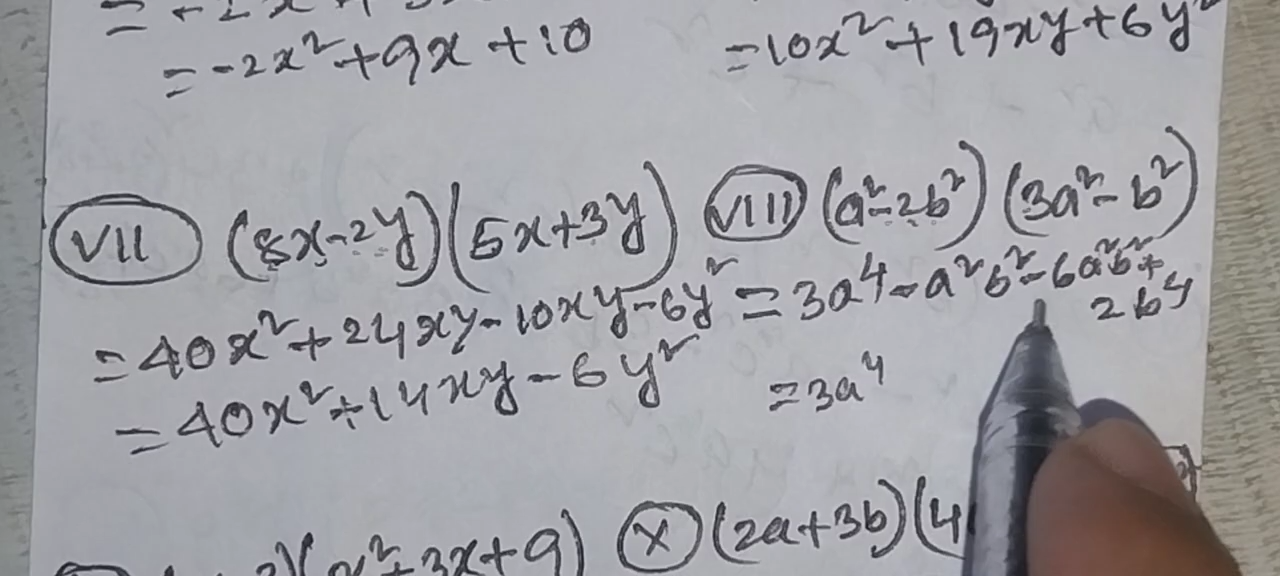 = -2x²+9x+10
=10x²+19xy+6y²
VII (8x-2y)(5x+3y)
=40x²+24xy-10xy-6y²
=40x²+14xy-6y²
VIII (a²-2b²)(3a²-b²)
=3a⁴-a²b²-6a²b²+
2b⁴
=3a⁴
x²+3x+9)
X (2a+3b)(4